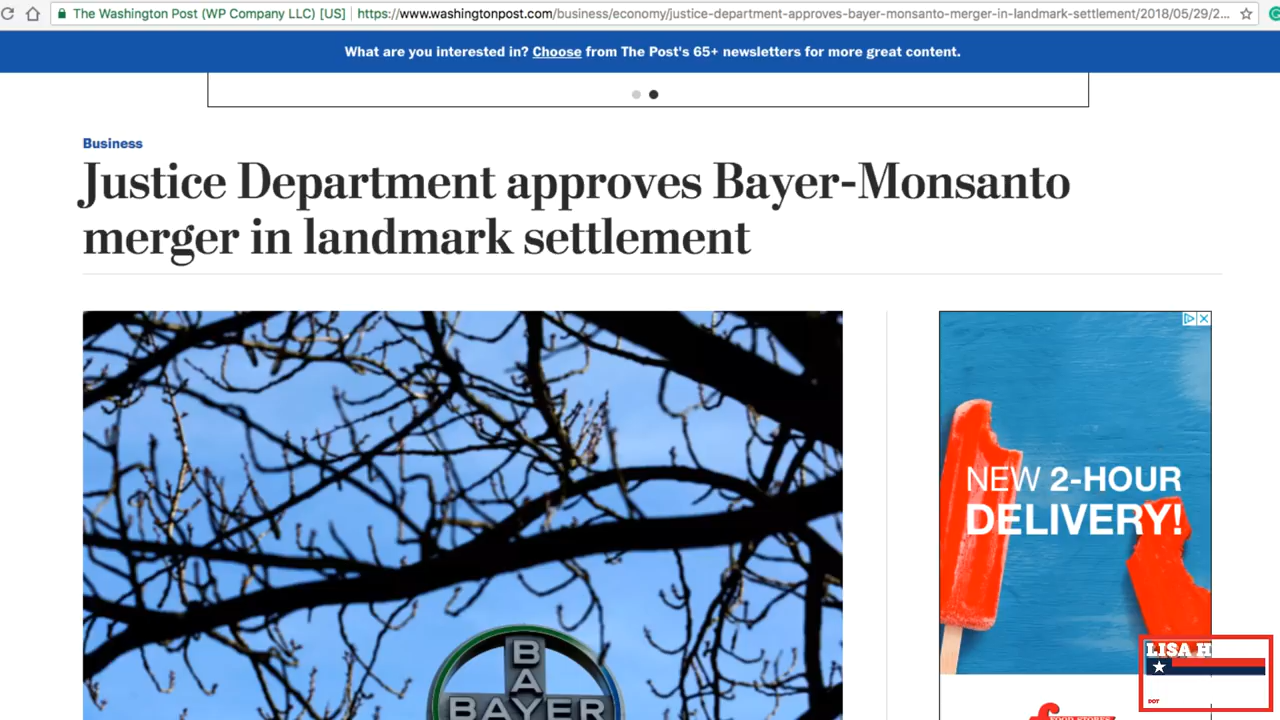 The Washington Post (WP Company LLC) [US] https://www.washingtonpost.com/business/economy/justice-department-approves-bayer-monsanto-merger-in-landmark-settlement/2018/05/29/2...
What are you interested in? Choose from The Post's 65+ newsletters for more great content.
Business
Justice Department approves Bayer-Monsanto
merger in landmark settlement
NEW 2-HOUR
DELIVERY!
B
A
BAYER
LISA H
DOT